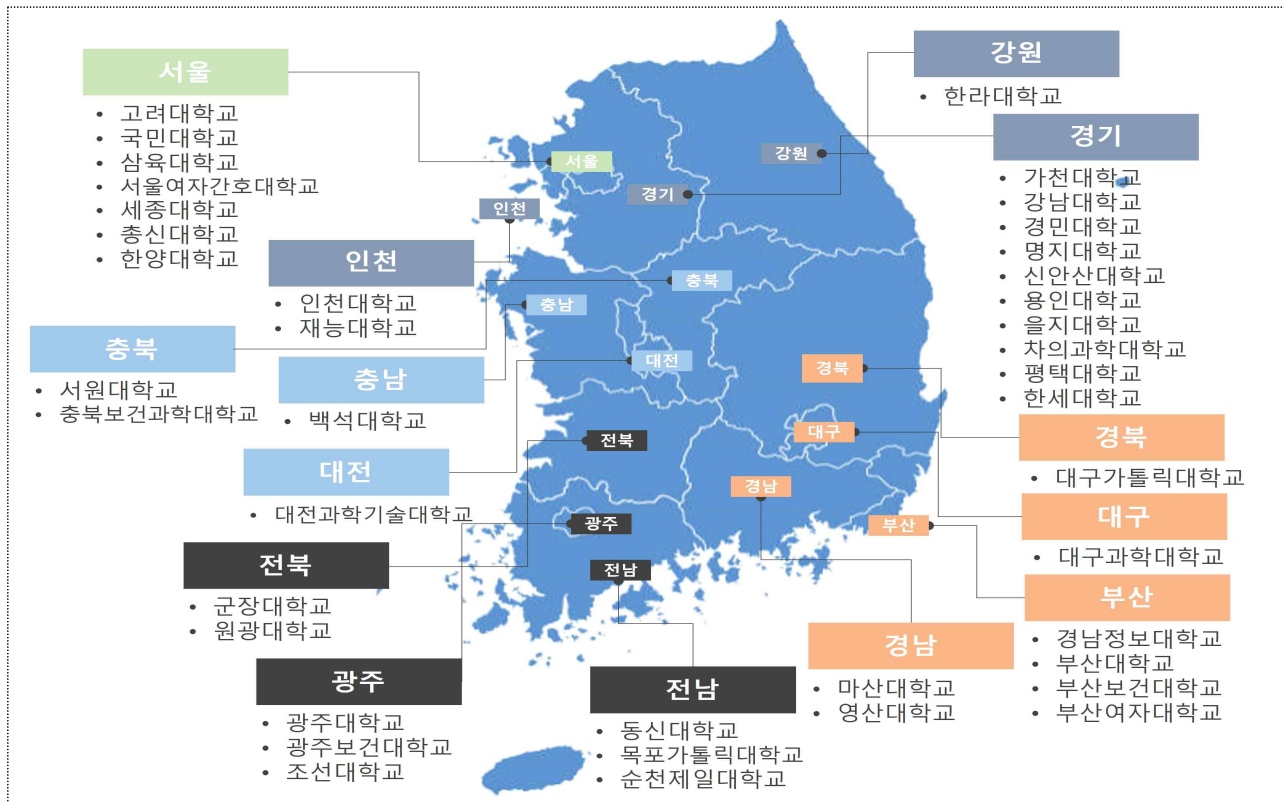 서울
고려대학교
국민대학교
삼육대학교
서울여자간호대학교
세종대학교
총신대학교
한양대학교
인천
인천대학교
재능대학교
충북
서원대학교
충북보건과학대학교
충남
백석대학교
대전
대전과학기술대학교
전북
군장대학교
원광대학교
광주
광주대학교
광주보건대학교
조선대학교
전남
동신대학교
목포가톨릭대학교
순천제일대학교
서울
강원
경기
인천
충북
충남
대전
경북
대구
전북
경남
광주
부산
전남
강원
한라대학교
경기
가천대학교
강남대학교
경민대학교
명지대학교
신안산대학교
용인대학교
을지대학교
차의과학대학교
평택대학교
한세대학교
경북
대구가톨릭대학교
대구
대구과학대학교
부산
경남정보대학교
부산대학교
부산보건대학교
부산여자대학교
경남
마산대학교
영산대학교